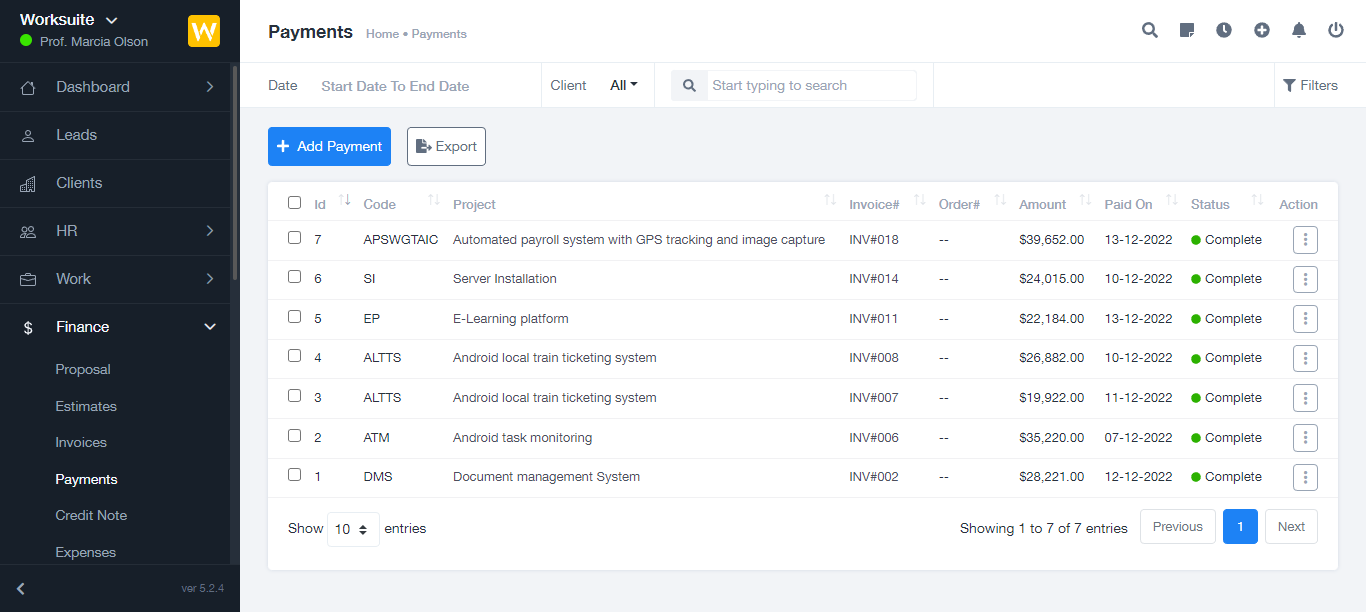 Worksuite
Prof. Marcia Olson
W
Dashboard
Leads
Clients
HR
Work
$ Finance
Proposal
Estimates
Invoices
Payments
Credit Note
Expenses
ver 5.2.4
Payments Home • Payments
Date Start Date To End Date Client All Start typing to search Filters
Add Payment Export
Id Code Project Invoice# Order# Amount Paid On Status Action
7 APSWGTAIC Automated payroll system with GPS tracking and image capture INV#018 -- $39,652.00 13-12-2022 Complete
6 SI Server Installation INV#014 -- $24,015.00 10-12-2022 Complete
5 EP E-Learning platform INV#011 -- $22,184.00 13-12-2022 Complete
4 ALTTS Android local train ticketing system INV#008 -- $26,882.00 10-12-2022 Complete
3 ALTTS Android local train ticketing system INV#007 -- $19,922.00 11-12-2022 Complete
2 ATM Android task monitoring INV#006 -- $35,220.00 07-12-2022 Complete
1 DMS Document management System INV#002 -- $28,221.00 12-12-2022 Complete
Show 10 entries Showing 1 to 7 of 7 entries Previous 1 Next